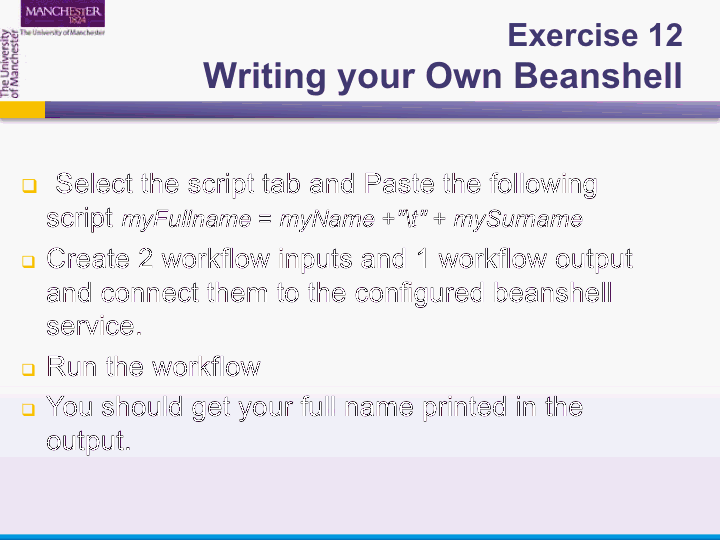 MANCHESTER
1824
The University of Manchester
The University
of Manchester
Exercise 12
Writing your Own Beanshell
❑ Select the script tab and Paste the following
script myFullname = myName +"\t" + mySurname
❑ Create 2 workflow inputs and 1 workflow output
and connect them to the configured beanshell
service.
❑ Run the workflow
❑ You should get your full name printed in the
output.